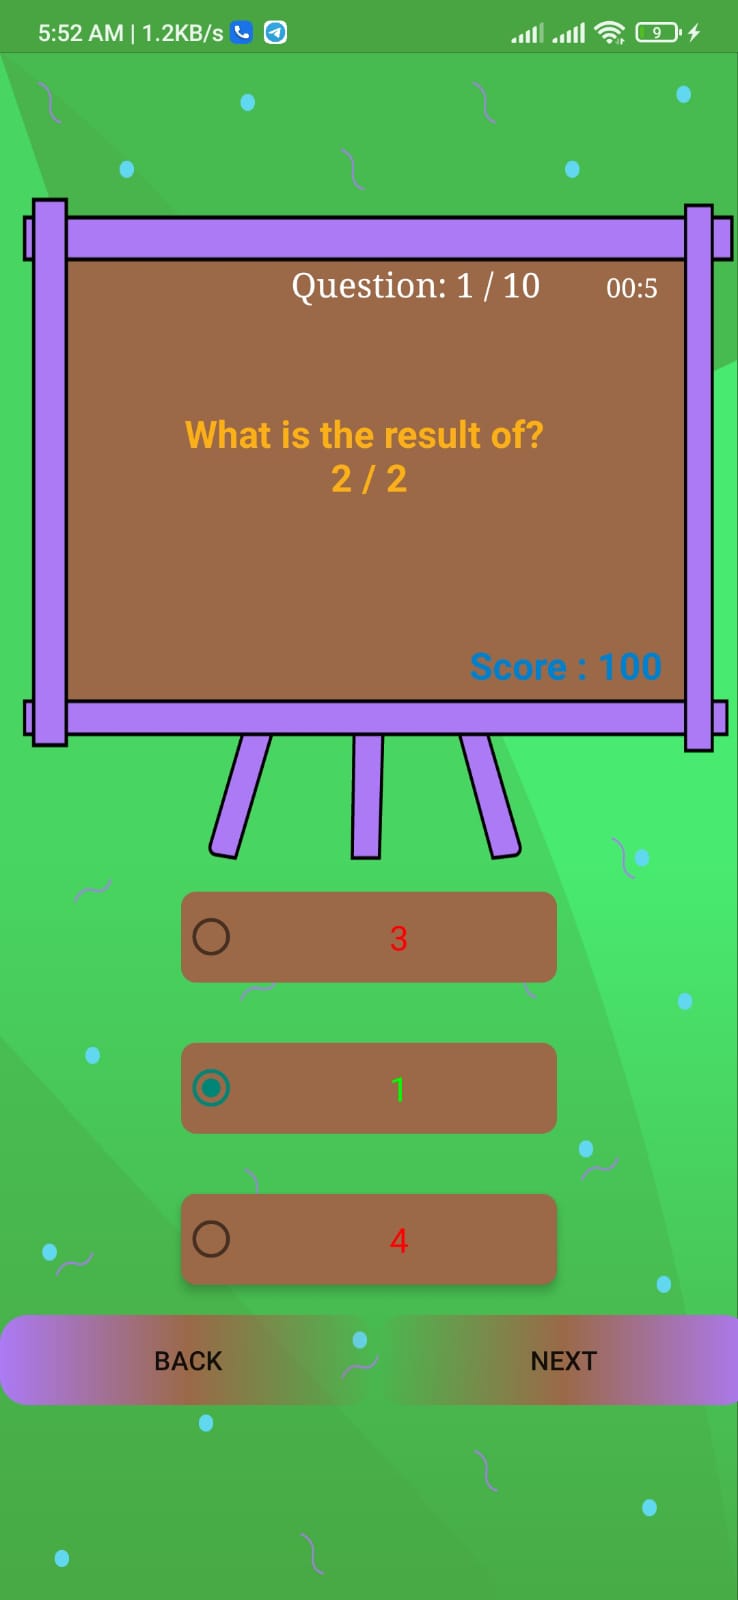 5:52 AM | 1.2KB/s 9
Question: 1 / 10 00:5
What is the result of?
2 / 2
Score : 100
3
1
4
BACK NEXT